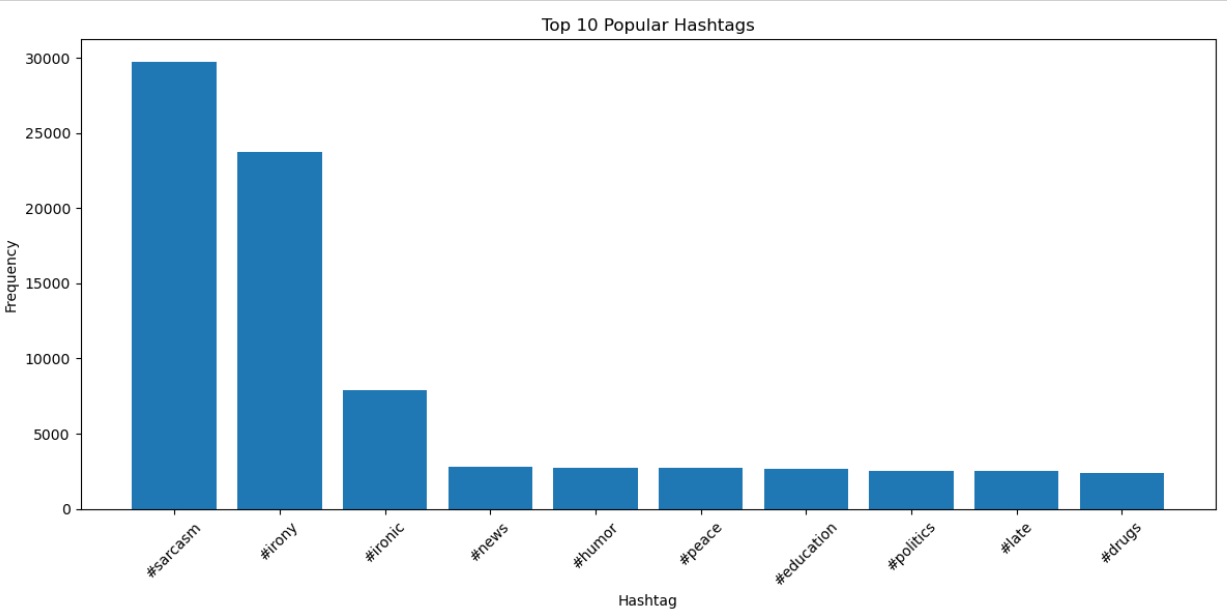 Top 10 Popular Hashtags
Frequency
30000
25000
20000
15000
10000
5000
0
#sarcasm
#irony
#ironic
#news
#humor
#peace
#education
#politics
#late
#drugs
Hashtag